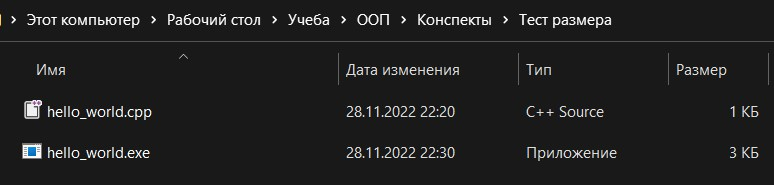 Этот компьютер > Рабочий стол > Учеба > ООП > Конспекты > Тест размера
Имя Дата изменения Тип Размер
hello_world.cpp 28.11.2022 22:20 C++ Source 1 КБ
hello_world.exe 28.11.2022 22:30 Приложение 3 КБ